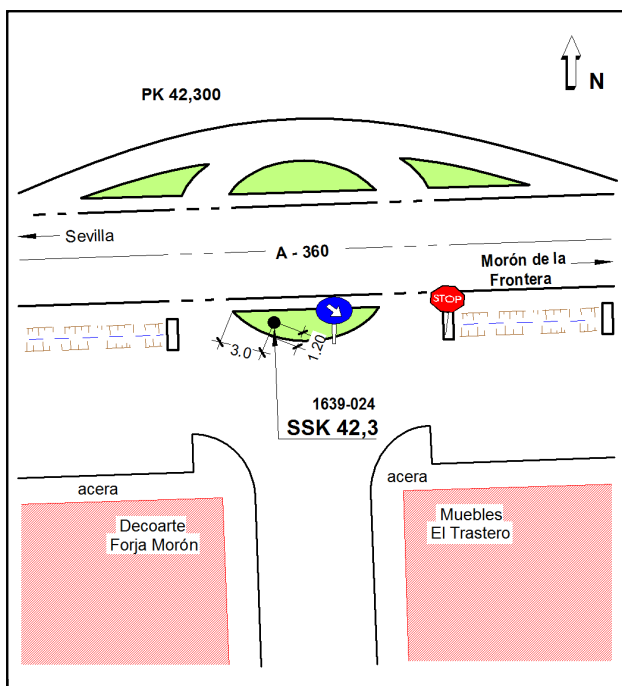 PK 42,300
N
Sevilla
A - 360
Morón de la
Frontera
STOP
3.0
1.20
1639-024
SSK 42,3
acera
acera
Decoarte
Forja Morón
Muebles
El Trastero